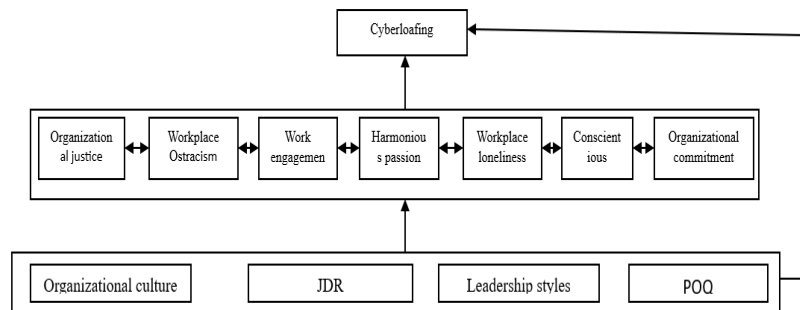 Cyberloafing
Organization
al justice
Workplace
Ostracism
Work
engagemen
Harmoniou
s passion
Workplace
loneliness
Conscient
ious
Organizational
commitment
Organizational culture
JDR
Leadership styles
POQ